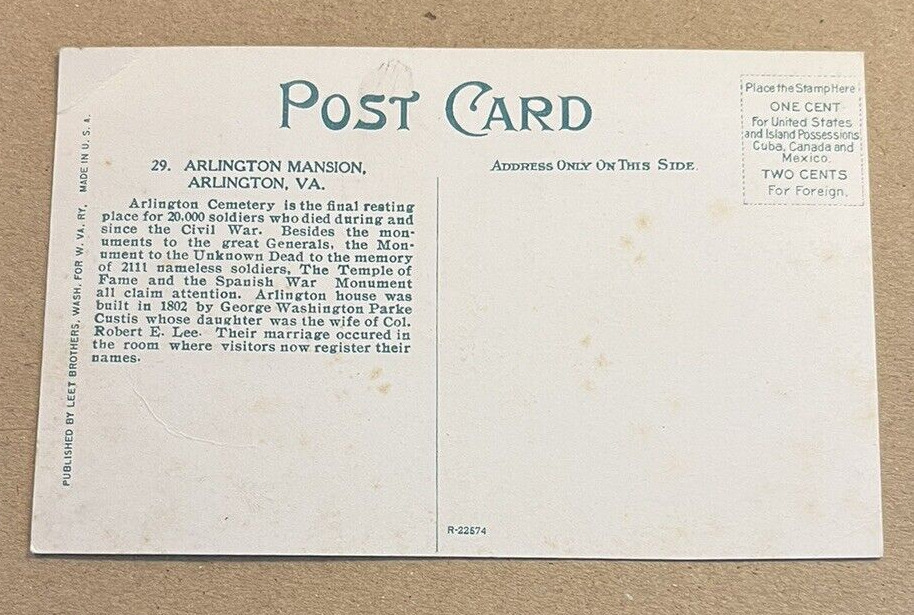 POST CARD
Place the Stamp Here
ONE CENT
For United States
and Island Possessions,
Cuba, Canada and
Mexico.
TWO CENTS
For Foreign.
29. ARLINGTON MANSION,
ARLINGTON, VA.
Arlington Cemetery is the final resting
place for 20,000 soldiers who died during and
since the Civil War. Besides the mon-
uments to the great Generals, the Mon-
ument to the Unknown Dead to the memory
of 2111 nameless soldiers, The Temple of
Fame and the Spanish War Monument
all claim attention. Arlington house was
built in 1802 by George Washington Parke
Custis whose daughter was the wife of Col.
Robert E. Lee. Their marriage occured in
the room where visitors now register their
names.
ADDRESS ONLY ON THIS SIDE.
PUBLISHED BY LEET BROTHERS, WASH. FOR W. VA. RY. MADE IN U. S. A.
R-22574